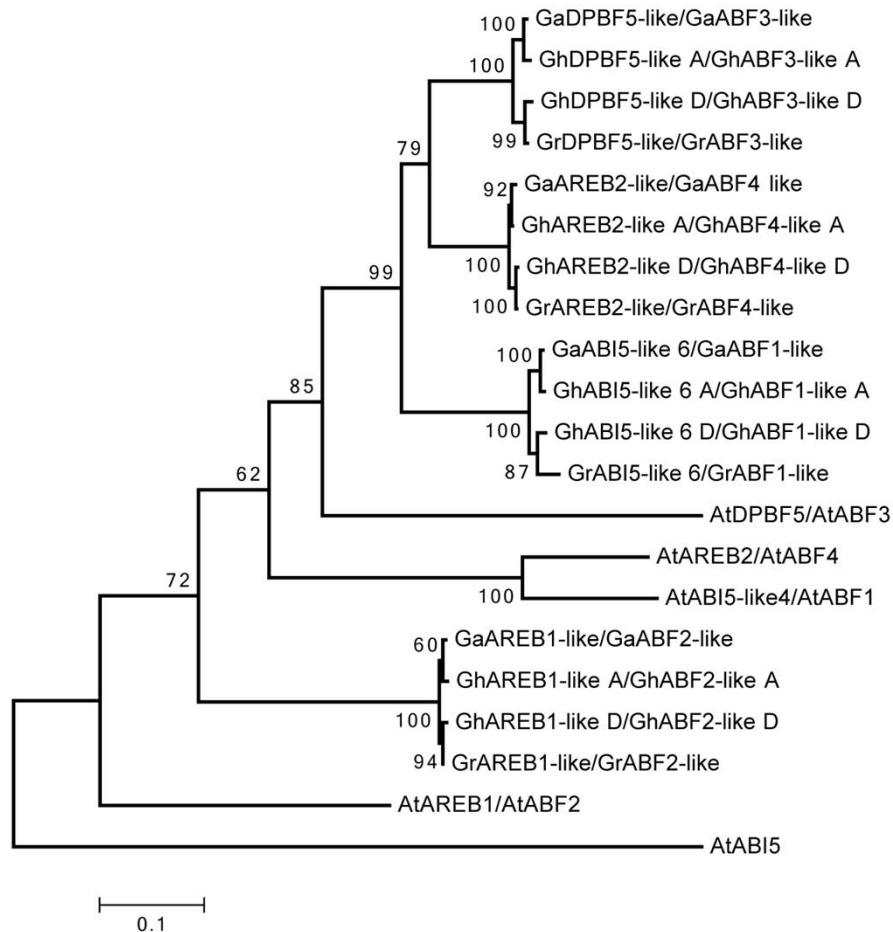 GaDPBF5-like/GaABF3-like
100
GhDPBF5-like A/GhABF3-like A
100
GhDPBF5-like D/GhABF3-like D
99
GrDPBF5-like/GrABF3-like
79
GaAREB2-like/GaABF4 like
92
GhAREB2-like A/GhABF4-like A
100
GhAREB2-like D/GhABF4-like D
99
100
GrAREB2-like/GrABF4-like
GaABI5-like 6/GaABF1-like
100
GhABI5-like 6 A/GhABF1-like A
85
100
GhABI5-like 6 D/GhABF1-like D
87
GrABI5-like 6/GrABF1-like
62
AtDPBF5/AtABF3
AtAREB2/AtABF4
72
100
AtABI5-like4/AtABF1
60
GaAREB1-like/GaABF2-like
GhAREB1-like A/GhABF2-like A
100
GhAREB1-like D/GhABF2-like D
94
GrAREB1-like/GrABF2-like
AtAREB1/AtABF2
AtABI5
0.1